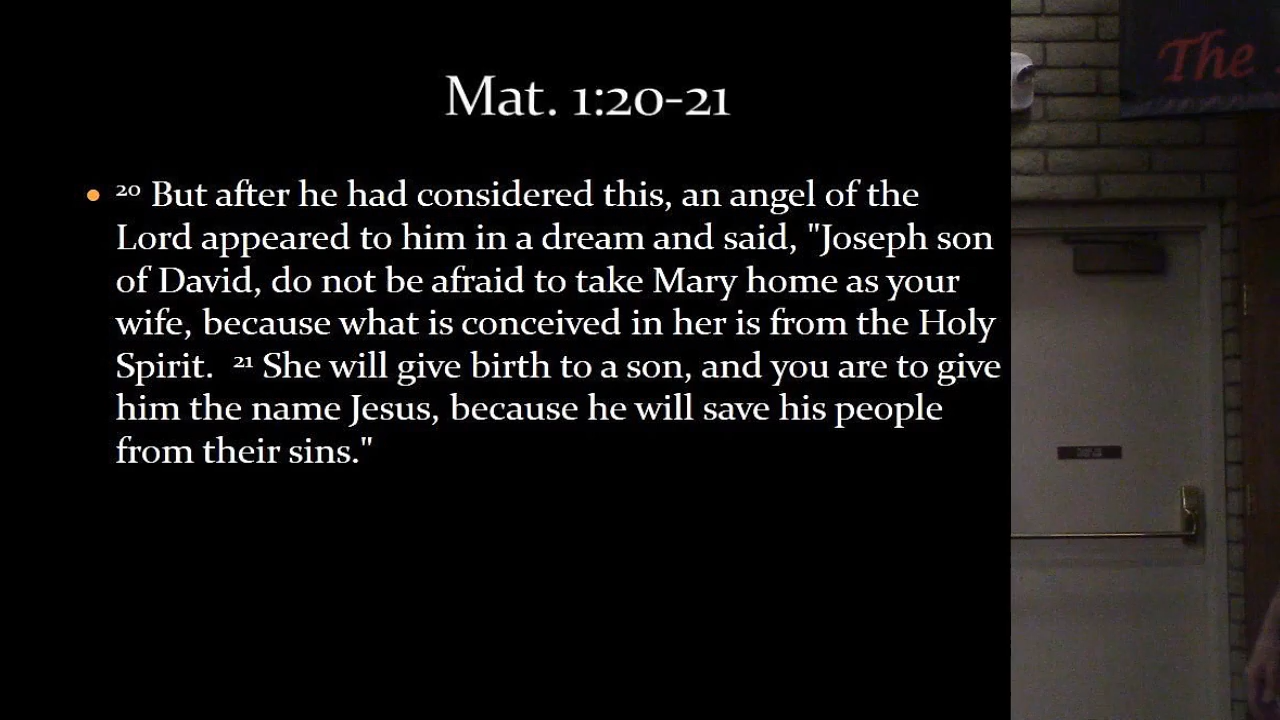 Mat. 1:20-21
• 20 But after he had considered this, an angel of the
Lord appeared to him in a dream and said, "Joseph son
of David, do not be afraid to take Mary home as your
wife, because what is conceived in her is from the Holy
Spirit.  21 She will give birth to a son, and you are to give
him the name Jesus, because he will save his people
from their sins."
The